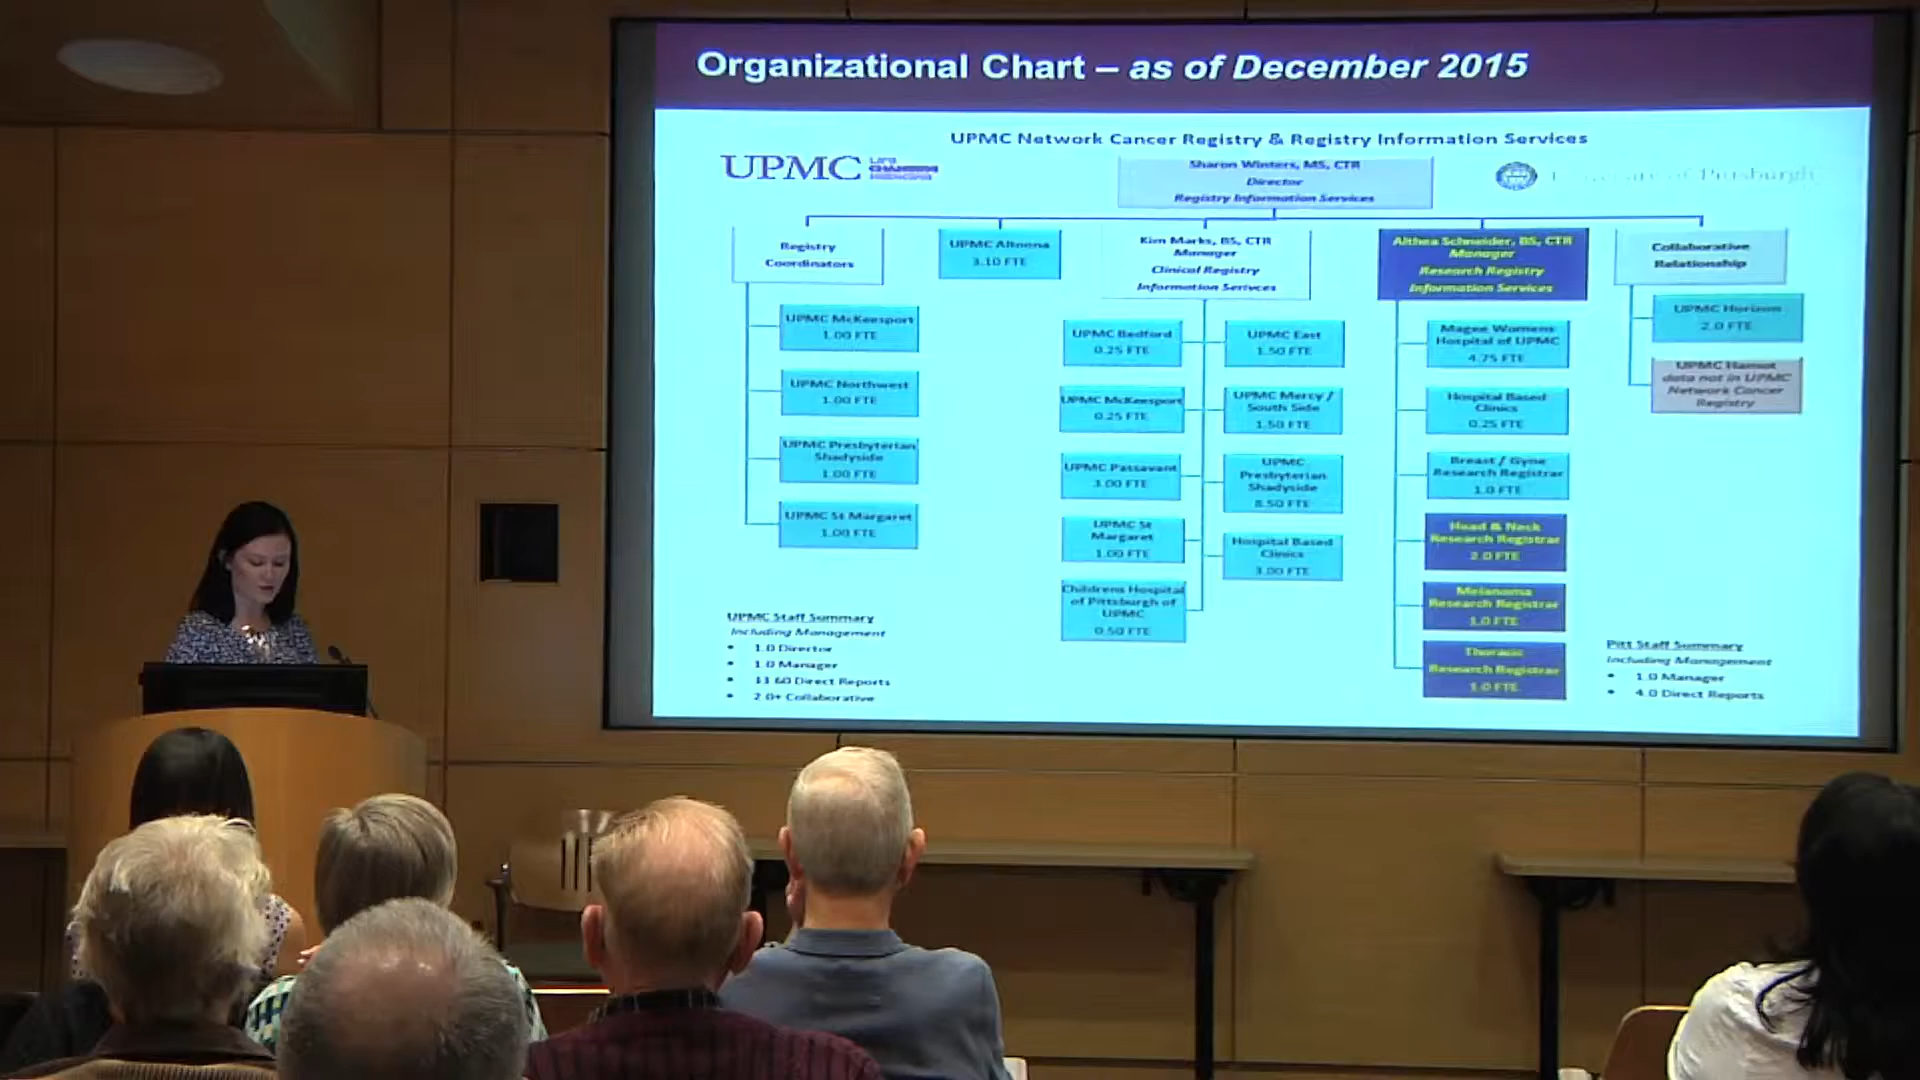 Organizational Chart – as of December 2015
UPMC Network Cancer Registry & Registry Information Services
UPMC LIFE CHANGING MEDICINE
University of Pittsburgh
Sharon Winters, MS, CTR
Director
Registry Information Services
Registry
Coordinators
UPMC McKeesport
1.00 FTE
UPMC Northwest
1.00 FTE
UPMC Presbyterian
Shadyside
1.00 FTE
UPMC St Margaret
1.00 FTE
UPMC Altoona
3.10 FTE
Kim Marks, BS, CTR
Manager
Clinical Registry
Information Serivces
UPMC Bedford
0.25 FTE
UPMC McKeesport
0.25 FTE
UPMC Passavant
3.00 FTE
UPMC St
Margaret
1.00 FTE
Childrens Hospital
of Pittsburgh of
UPMC
0.50 FTE
UPMC East
1.50 FTE
UPMC Mercy /
South Side
1.50 FTE
UPMC
Presbyterian
Shadyside
8.50 FTE
Hospital Based
Clinics
3.00 FTE
Althea Schneider, BS, CTR
Manager
Research Registry
Information Services
Magee Womens
Hospital of UPMC
4.75 FTE
Hospital Based
Clinics
0.25 FTE
Breast / Gyne
Research Registrar
1.0 FTE
Head & Neck
Research Registrar
2.0 FTE
Melanoma
Research Registrar
1.0 FTE
Thoracic
Research Registrar
1.0 FTE
Collaborative
Relationship
UPMC Horizon
2.0 FTE
UPMC Hamot
data not in UPMC
Network Cancer
Registry
UPMC Staff Summary
Including Management
• 1.0 Director
• 1.0 Manager
• Direct Reports
• 2.0+ Collaborative
Pitt Staff Summary
Including Management
• 1.0 Manager
• 4.0 Direct Reports